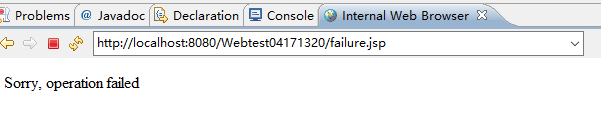 Problems @ Javadoc Declaration Console Internal Web Browser
http://localhost:8080/Webtest04171320/failure.jsp
Sorry, operation failed